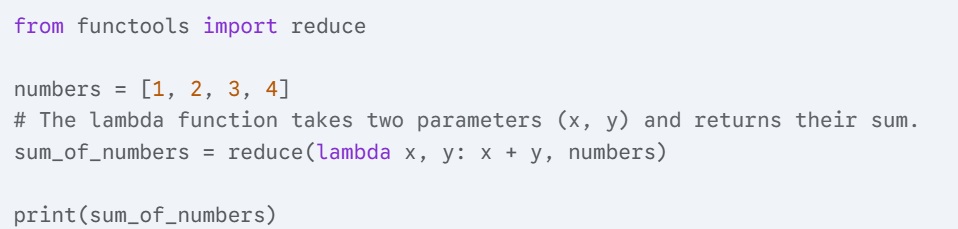 from functools import reduce
numbers = [1, 2, 3, 4]
# The lambda function takes two parameters (x, y) and returns their sum.
sum_of_numbers = reduce(lambda x, y: x + y, numbers)
print(sum_of_numbers)